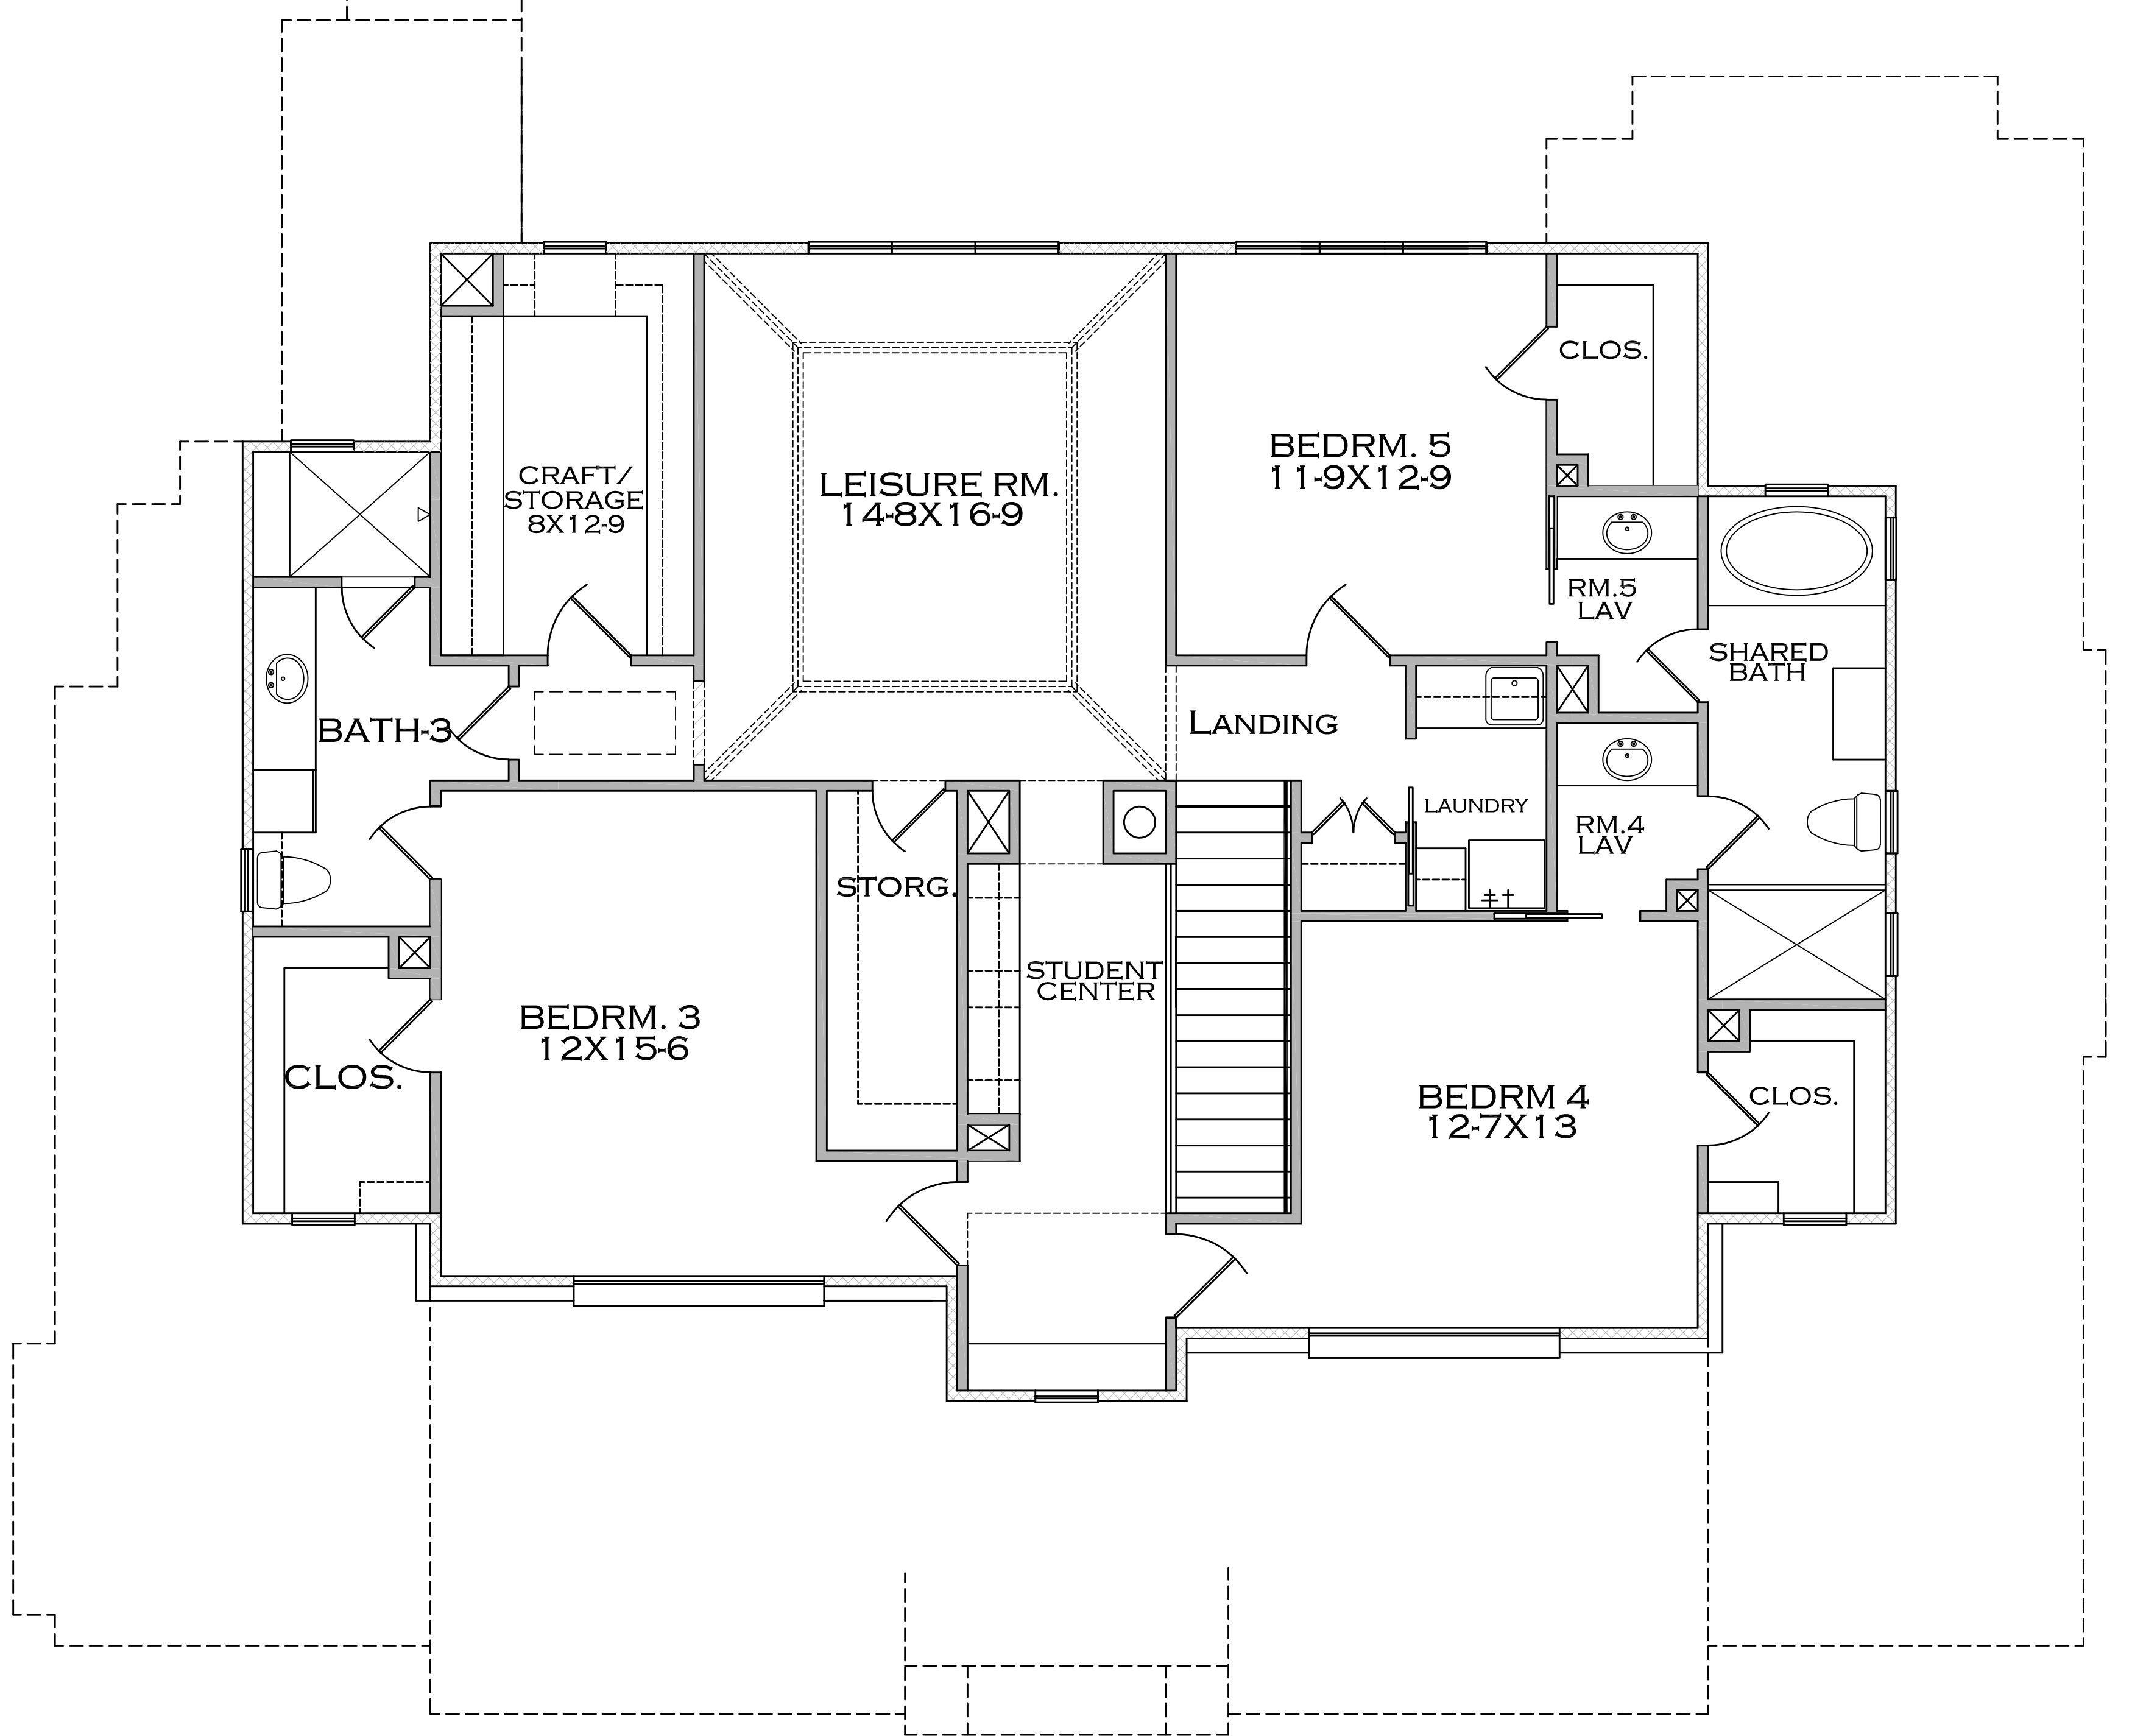 CLOS.
BEDRM. 5
11-9X12-9
CRAFT/
STORAGE
8X12-9
LEISURE RM.
14-8X16-9
RM.5
LAV
SHARED
BATH
BATH-3
LANDING
LAUNDRY
RM.4
LAV
STORG.
STUDENT
CENTER
BEDRM. 3
12X15-6
CLOS.
BEDRM 4
12-7X13
CLOS.